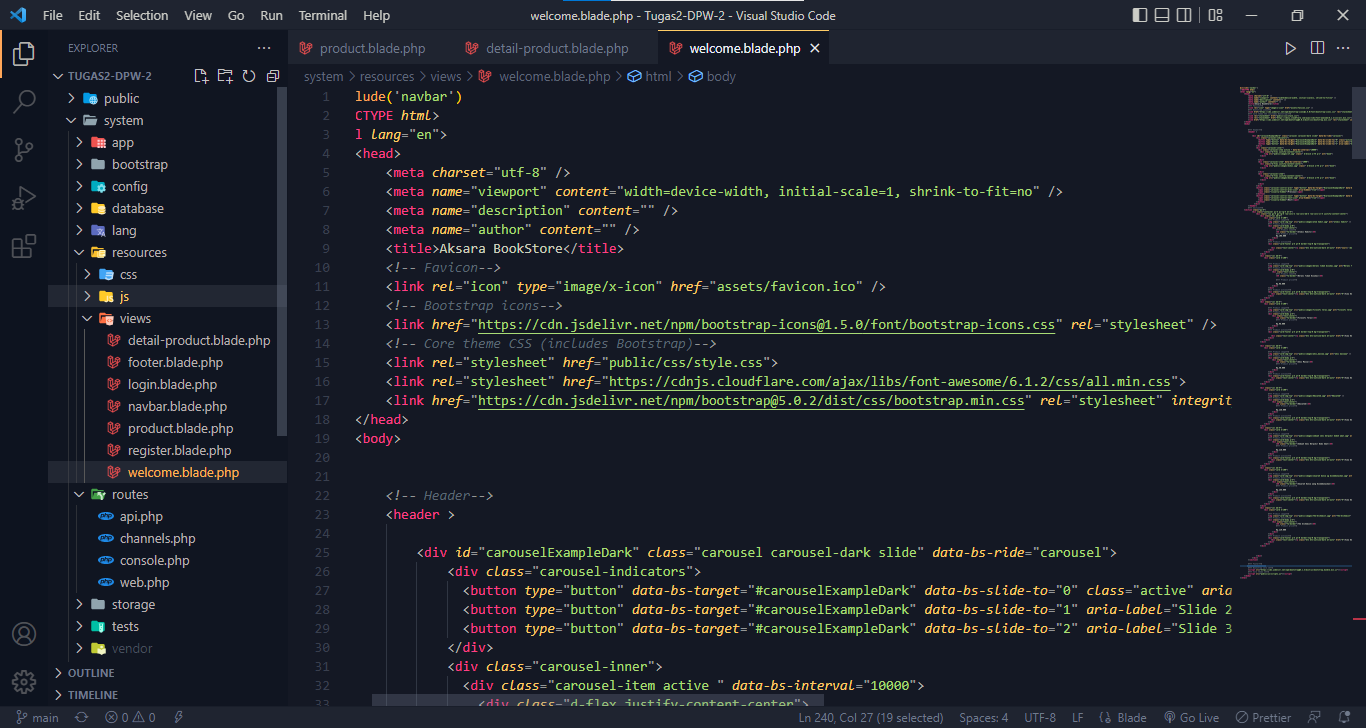 File Edit Selection View Go Run Terminal Help
welcome.blade.php - Tugas2-DPW-2 - Visual Studio Code
EXPLORER
TUGAS2-DPW-2
public
system
app
bootstrap
config
database
lang
resources
css
js
views
detail-product.blade.php
footer.blade.php
login.blade.php
navbar.blade.php
product.blade.php
register.blade.php
welcome.blade.php
routes
api.php
channels.php
console.php
web.php
storage
tests
vendor
OUTLINE
TIMELINE
product.blade.php detail-product.blade.php welcome.blade.php
system > resources > views > welcome.blade.php > html > body
1 lude('navbar')
2 CTYPE html>
3 l lang="en">
4 <head>
5 <meta charset="utf-8" />
6 <meta name="viewport" content="width=device-width, initial-scale=1, shrink-to-fit=no" />
7 <meta name="description" content="" />
8 <meta name="author" content="" />
9 <title>Aksara BookStore</title>
10 <!-- Favicon-->
11 <link rel="icon" type="image/x-icon" href="assets/favicon.ico" />
12 <!-- Bootstrap icons-->
13 <link href="https://cdn.jsdelivr.net/npm/bootstrap-icons@1.5.0/font/bootstrap-icons.css" rel="stylesheet" />
14 <!-- Core theme CSS (includes Bootstrap)-->
15 <link rel="stylesheet" href="public/css/style.css">
16 <link rel="stylesheet" href="https://cdnjs.cloudflare.com/ajax/libs/font-awesome/6.1.2/css/all.min.css">
17 <link href="https://cdn.jsdelivr.net/npm/bootstrap@5.0.2/dist/css/bootstrap.min.css" rel="stylesheet" integrit
18 </head>
19 <body>
20
21
22 <!-- Header-->
23 <header >
24
25 <div id="carouselExampleDark" class="carousel carousel-dark slide" data-bs-ride="carousel">
26 <div class="carousel-indicators">
27 <button type="button" data-bs-target="#carouselExampleDark" data-bs-slide-to="0" class="active" aria
28 <button type="button" data-bs-target="#carouselExampleDark" data-bs-slide-to="1" aria-label="Slide 2
29 <button type="button" data-bs-target="#carouselExampleDark" data-bs-slide-to="2" aria-label="Slide 3
30 </div>
31 <div class="carousel-inner">
32 <div class="carousel-item active " data-bs-interval="10000">
33 <div class="d-flex justify-content-center">
main 0 0 Ln 240, Col 27 (19 selected) Spaces: 4 UTF-8 LF Blade Go Live Prettier